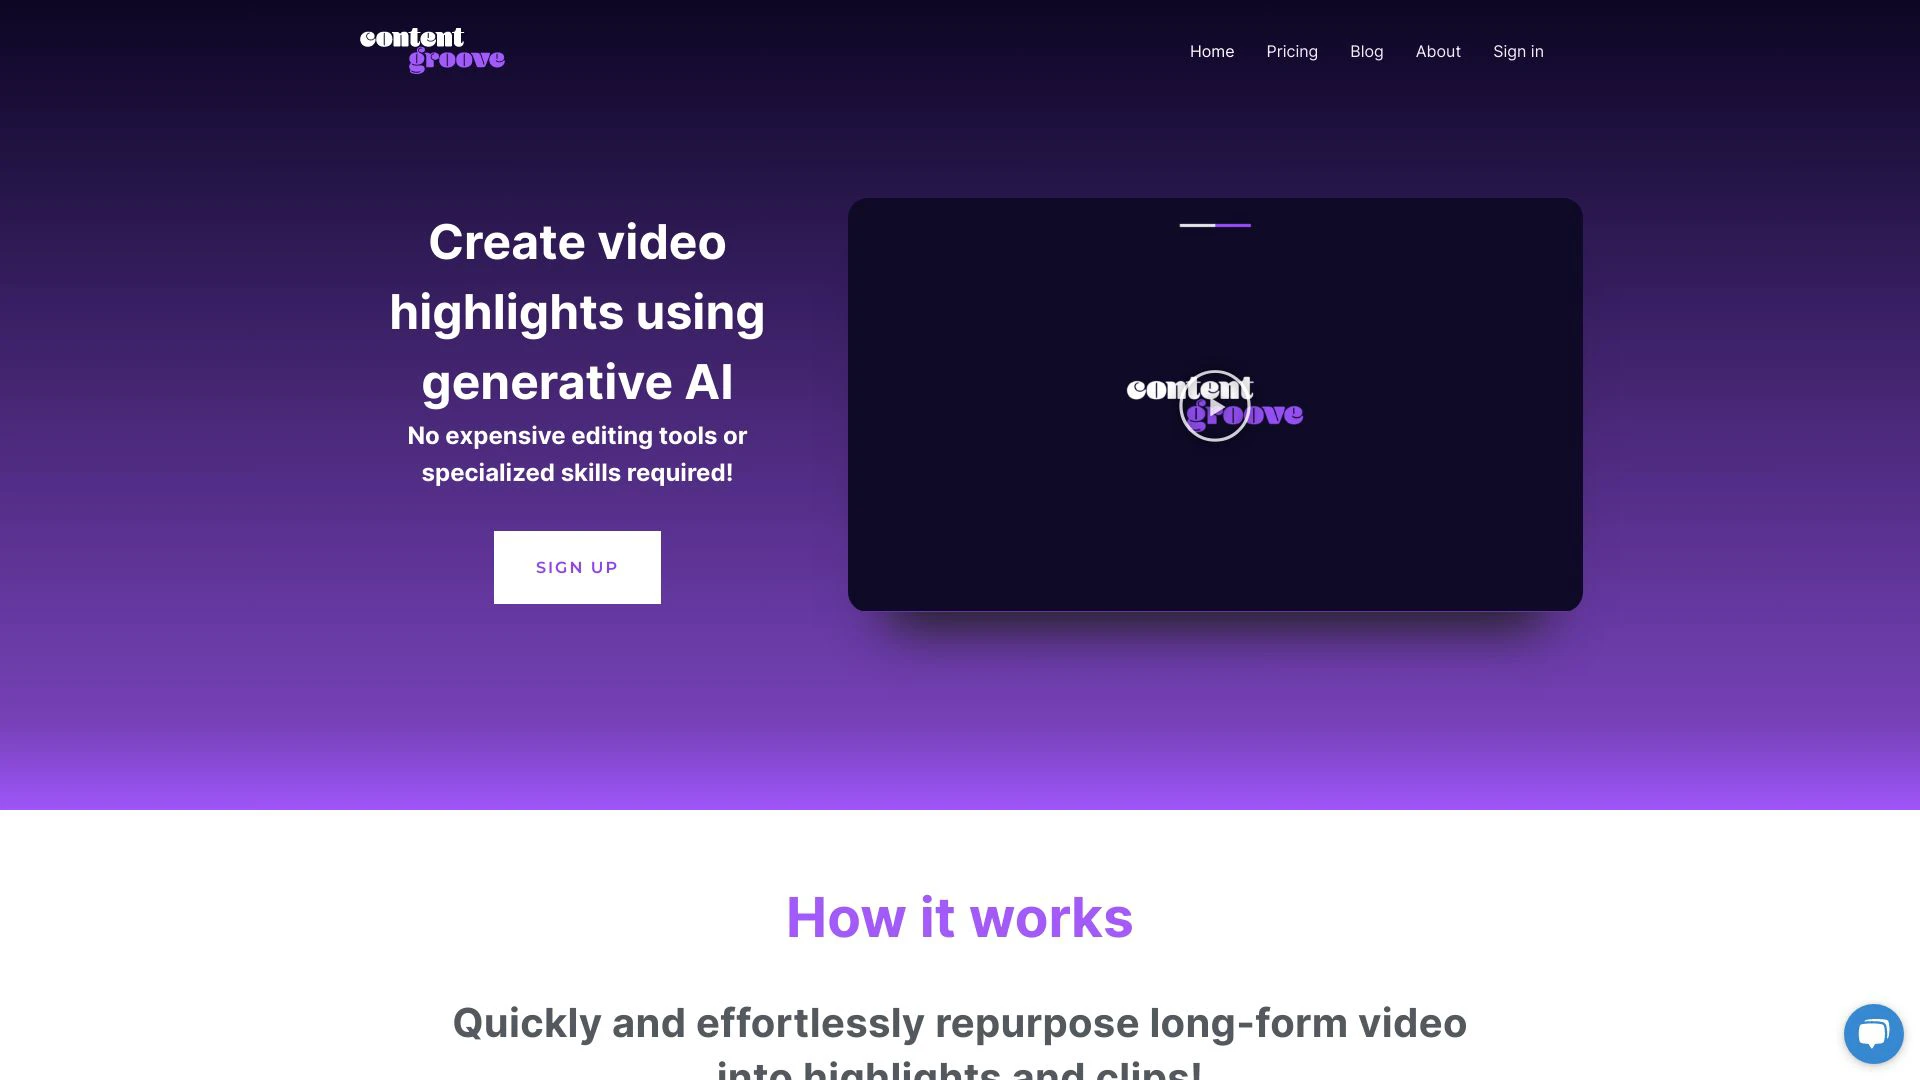 content
groove
Home
Pricing
Blog
About
Sign in
Create video
highlights using
generative AI
No expensive editing tools or
specialized skills required!
SIGN UP
content
groove
How it works
Quickly and effortlessly repurpose long-form video
into highlights and clips!